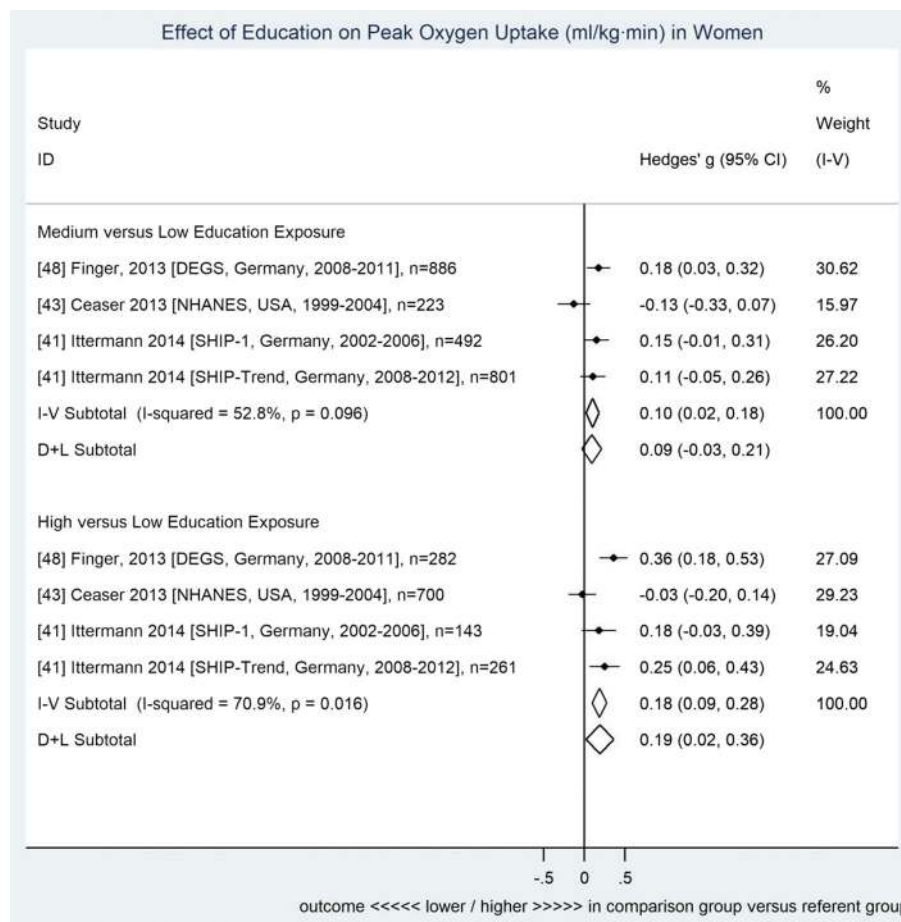 Effect of Education on Peak Oxygen Uptake (ml/kg·min) in Women
%
Study Weight
ID Hedges' g (95% CI) (I-V)
Medium versus Low Education Exposure
[48] Finger, 2013 [DEGS, Germany, 2008-2011], n=886 0.18 (0.03, 0.32) 30.62
[43] Ceaser 2013 [NHANES, USA, 1999-2004], n=223 -0.13 (-0.33, 0.07) 15.97
[41] Ittermann 2014 [SHIP-1, Germany, 2002-2006], n=492 0.15 (-0.01, 0.31) 26.20
[41] Ittermann 2014 [SHIP-Trend, Germany, 2008-2012], n=801 0.11 (-0.05, 0.26) 27.22
I-V Subtotal (I-squared = 52.8%, p = 0.096) 0.10 (0.02, 0.18) 100.00
D+L Subtotal 0.09 (-0.03, 0.21)
High versus Low Education Exposure
[48] Finger, 2013 [DEGS, Germany, 2008-2011], n=282 0.36 (0.18, 0.53) 27.09
[43] Ceaser 2013 [NHANES, USA, 1999-2004], n=700 -0.03 (-0.20, 0.14) 29.23
[41] Ittermann 2014 [SHIP-1, Germany, 2002-2006], n=143 0.18 (-0.03, 0.39) 19.04
[41] Ittermann 2014 [SHIP-Trend, Germany, 2008-2012], n=261 0.25 (0.06, 0.43) 24.63
I-V Subtotal (I-squared = 70.9%, p = 0.016) 0.18 (0.09, 0.28) 100.00
D+L Subtotal 0.19 (0.02, 0.36)
-.5 0 .5
outcome <<<<< lower / higher >>>>> in comparison group versus referent grou